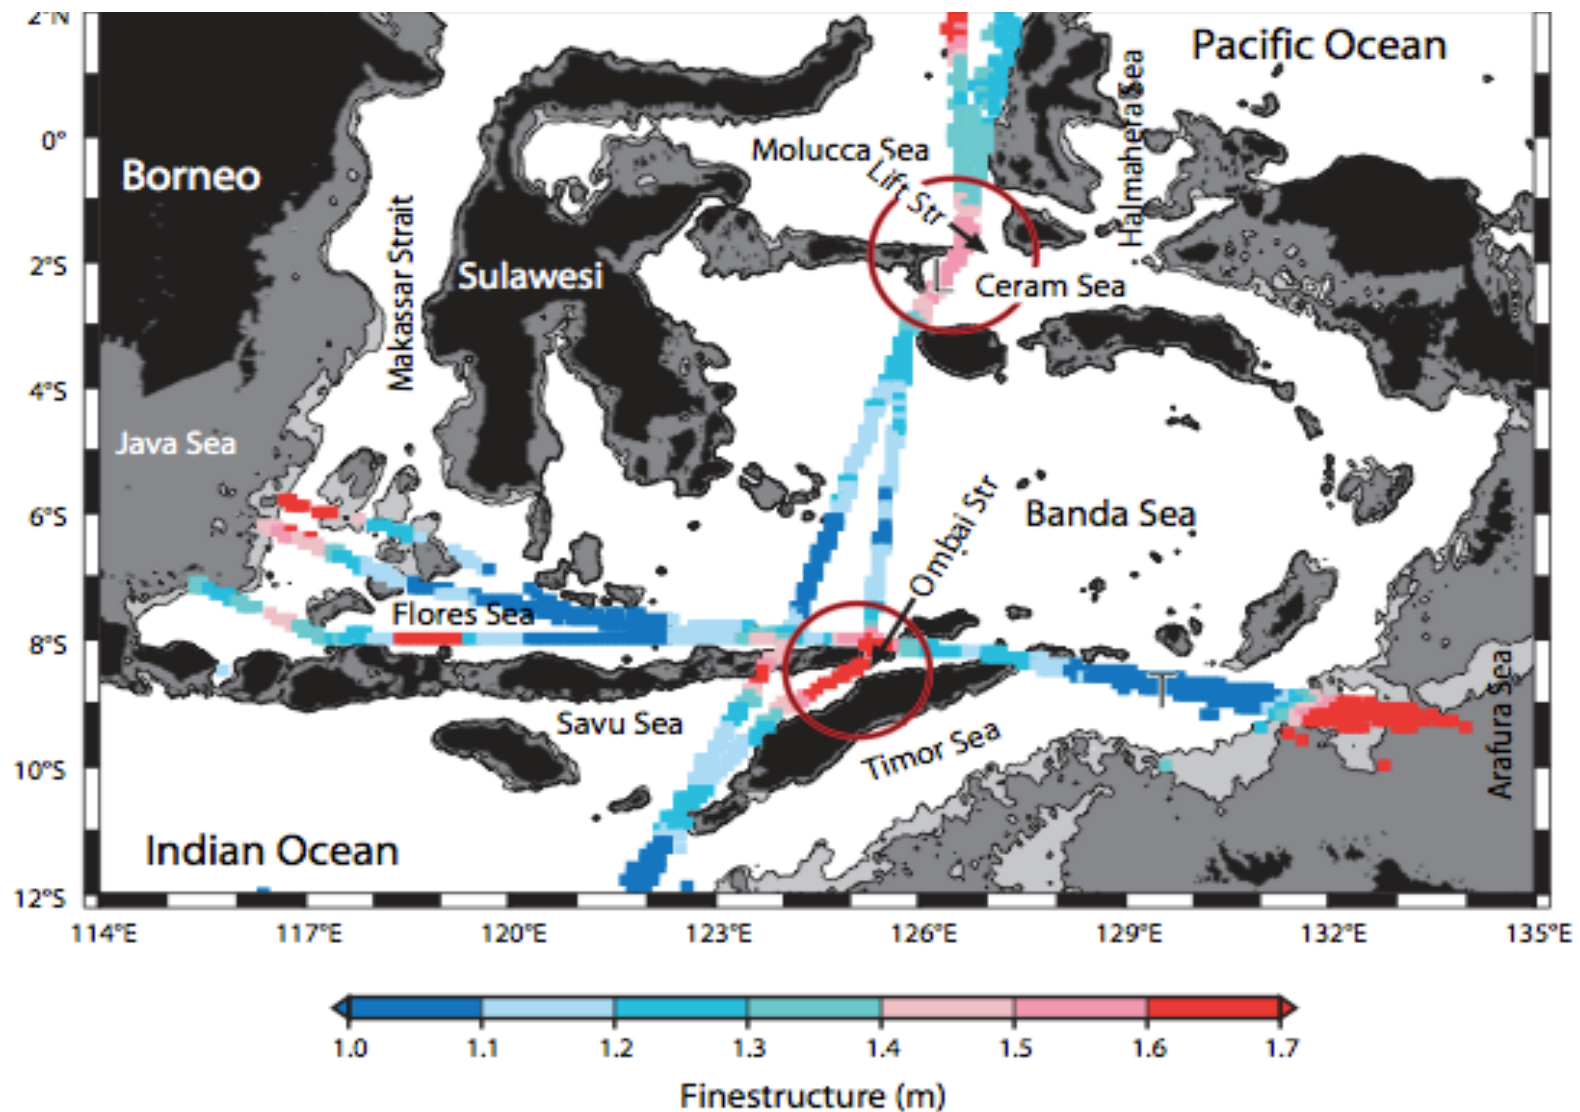 2°N
0°
2°S
4°S
6°S
8°S
10°S
12°S
Pacific Ocean
Halmahera Sea
Molucca Sea
Lift Str
Borneo
Makassar Strait
Sulawesi
Ceram Sea
Java Sea
Banda Sea
Ombai Str
Flores Sea
Savu Sea
Timor Sea
Arafura Sea
Indian Ocean
114°E 117°E 120°E 123°E 126°E 129°E 132°E 135°E
1.0 1.1 1.2 1.3 1.4 1.5 1.6 1.7
Finestructure (m)